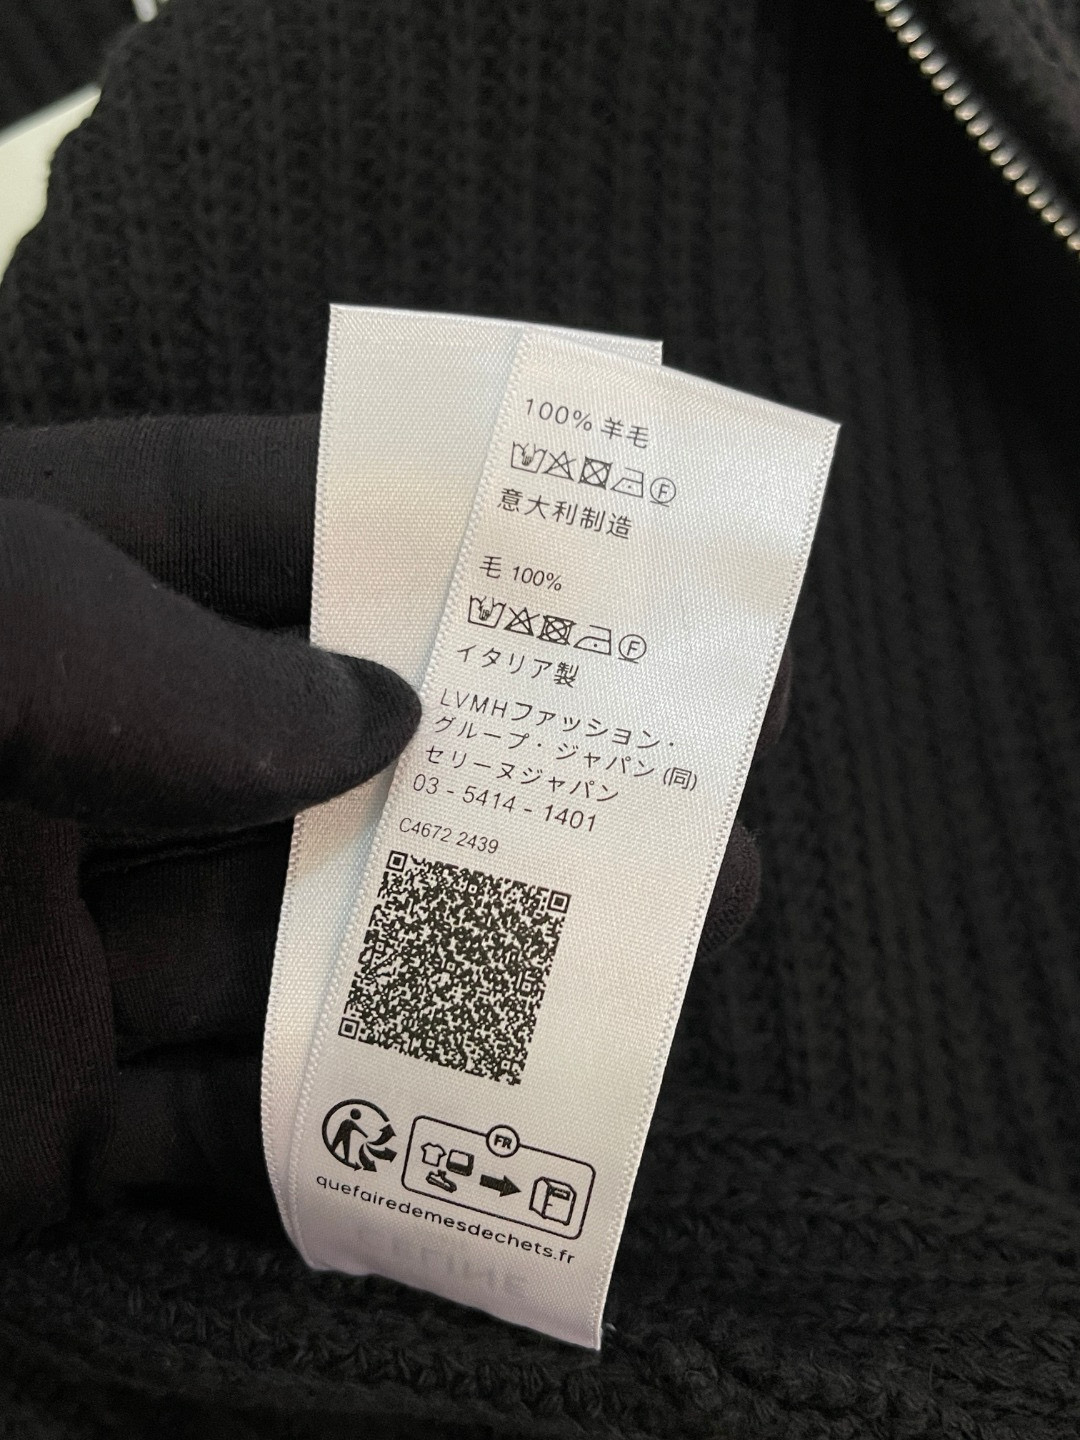 100% 羊毛
F
意大利制造
毛 100%
F
イタリア製
LVMHファッション・
グループ・ジャパン (同)
セリーヌジャパン
03 - 5414 - 1401
C4672 2439
FR
quefairedemesdechets.fr